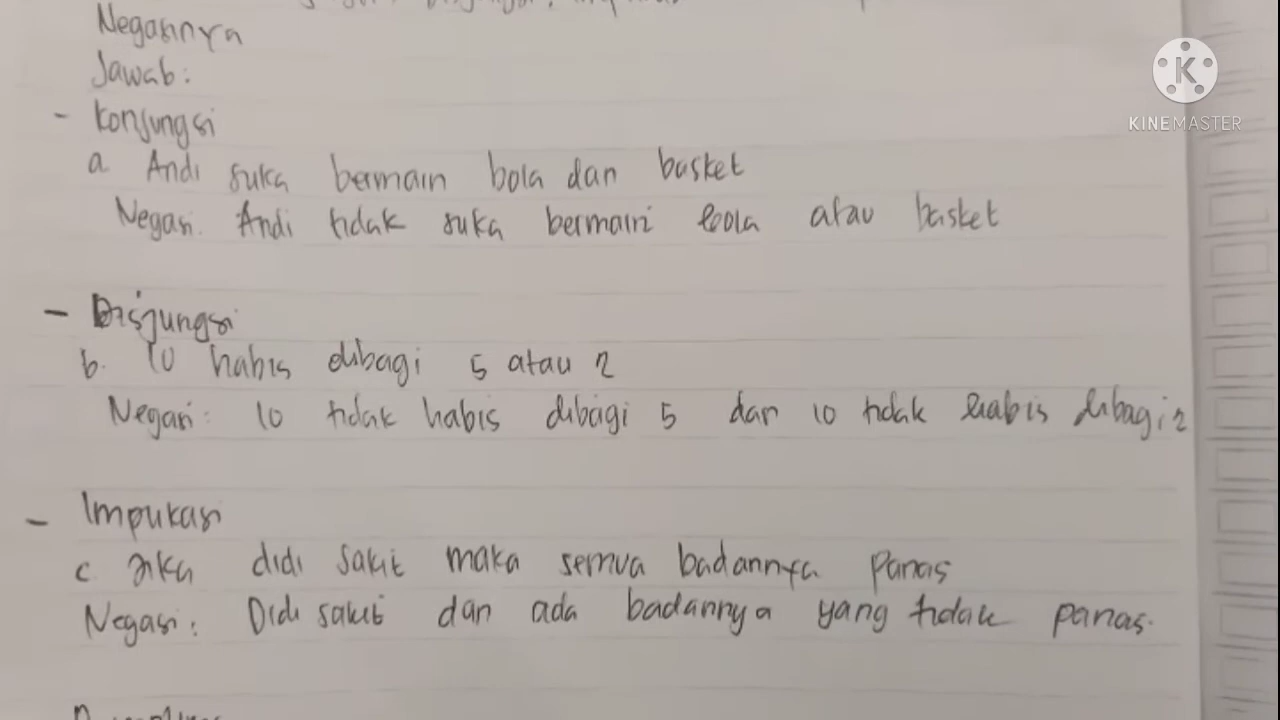 Negasinya
Jawab:
- Konjungsi
a Andi suka bermain bola dan basket
Negasi. Andi tidak suka bermain bola atau basket
- Disjungsi
b. 10 habis dibagi 5 atau 2
Negasi: 10 tidak habis dibagi 5 dan 10 tidak habis dibagi 2
- Implikasi
c. Jika didi sakit maka semua badannya panas
Negasi: Didi sakit dan ada badannya yang tidak panas.
KINEMASTER